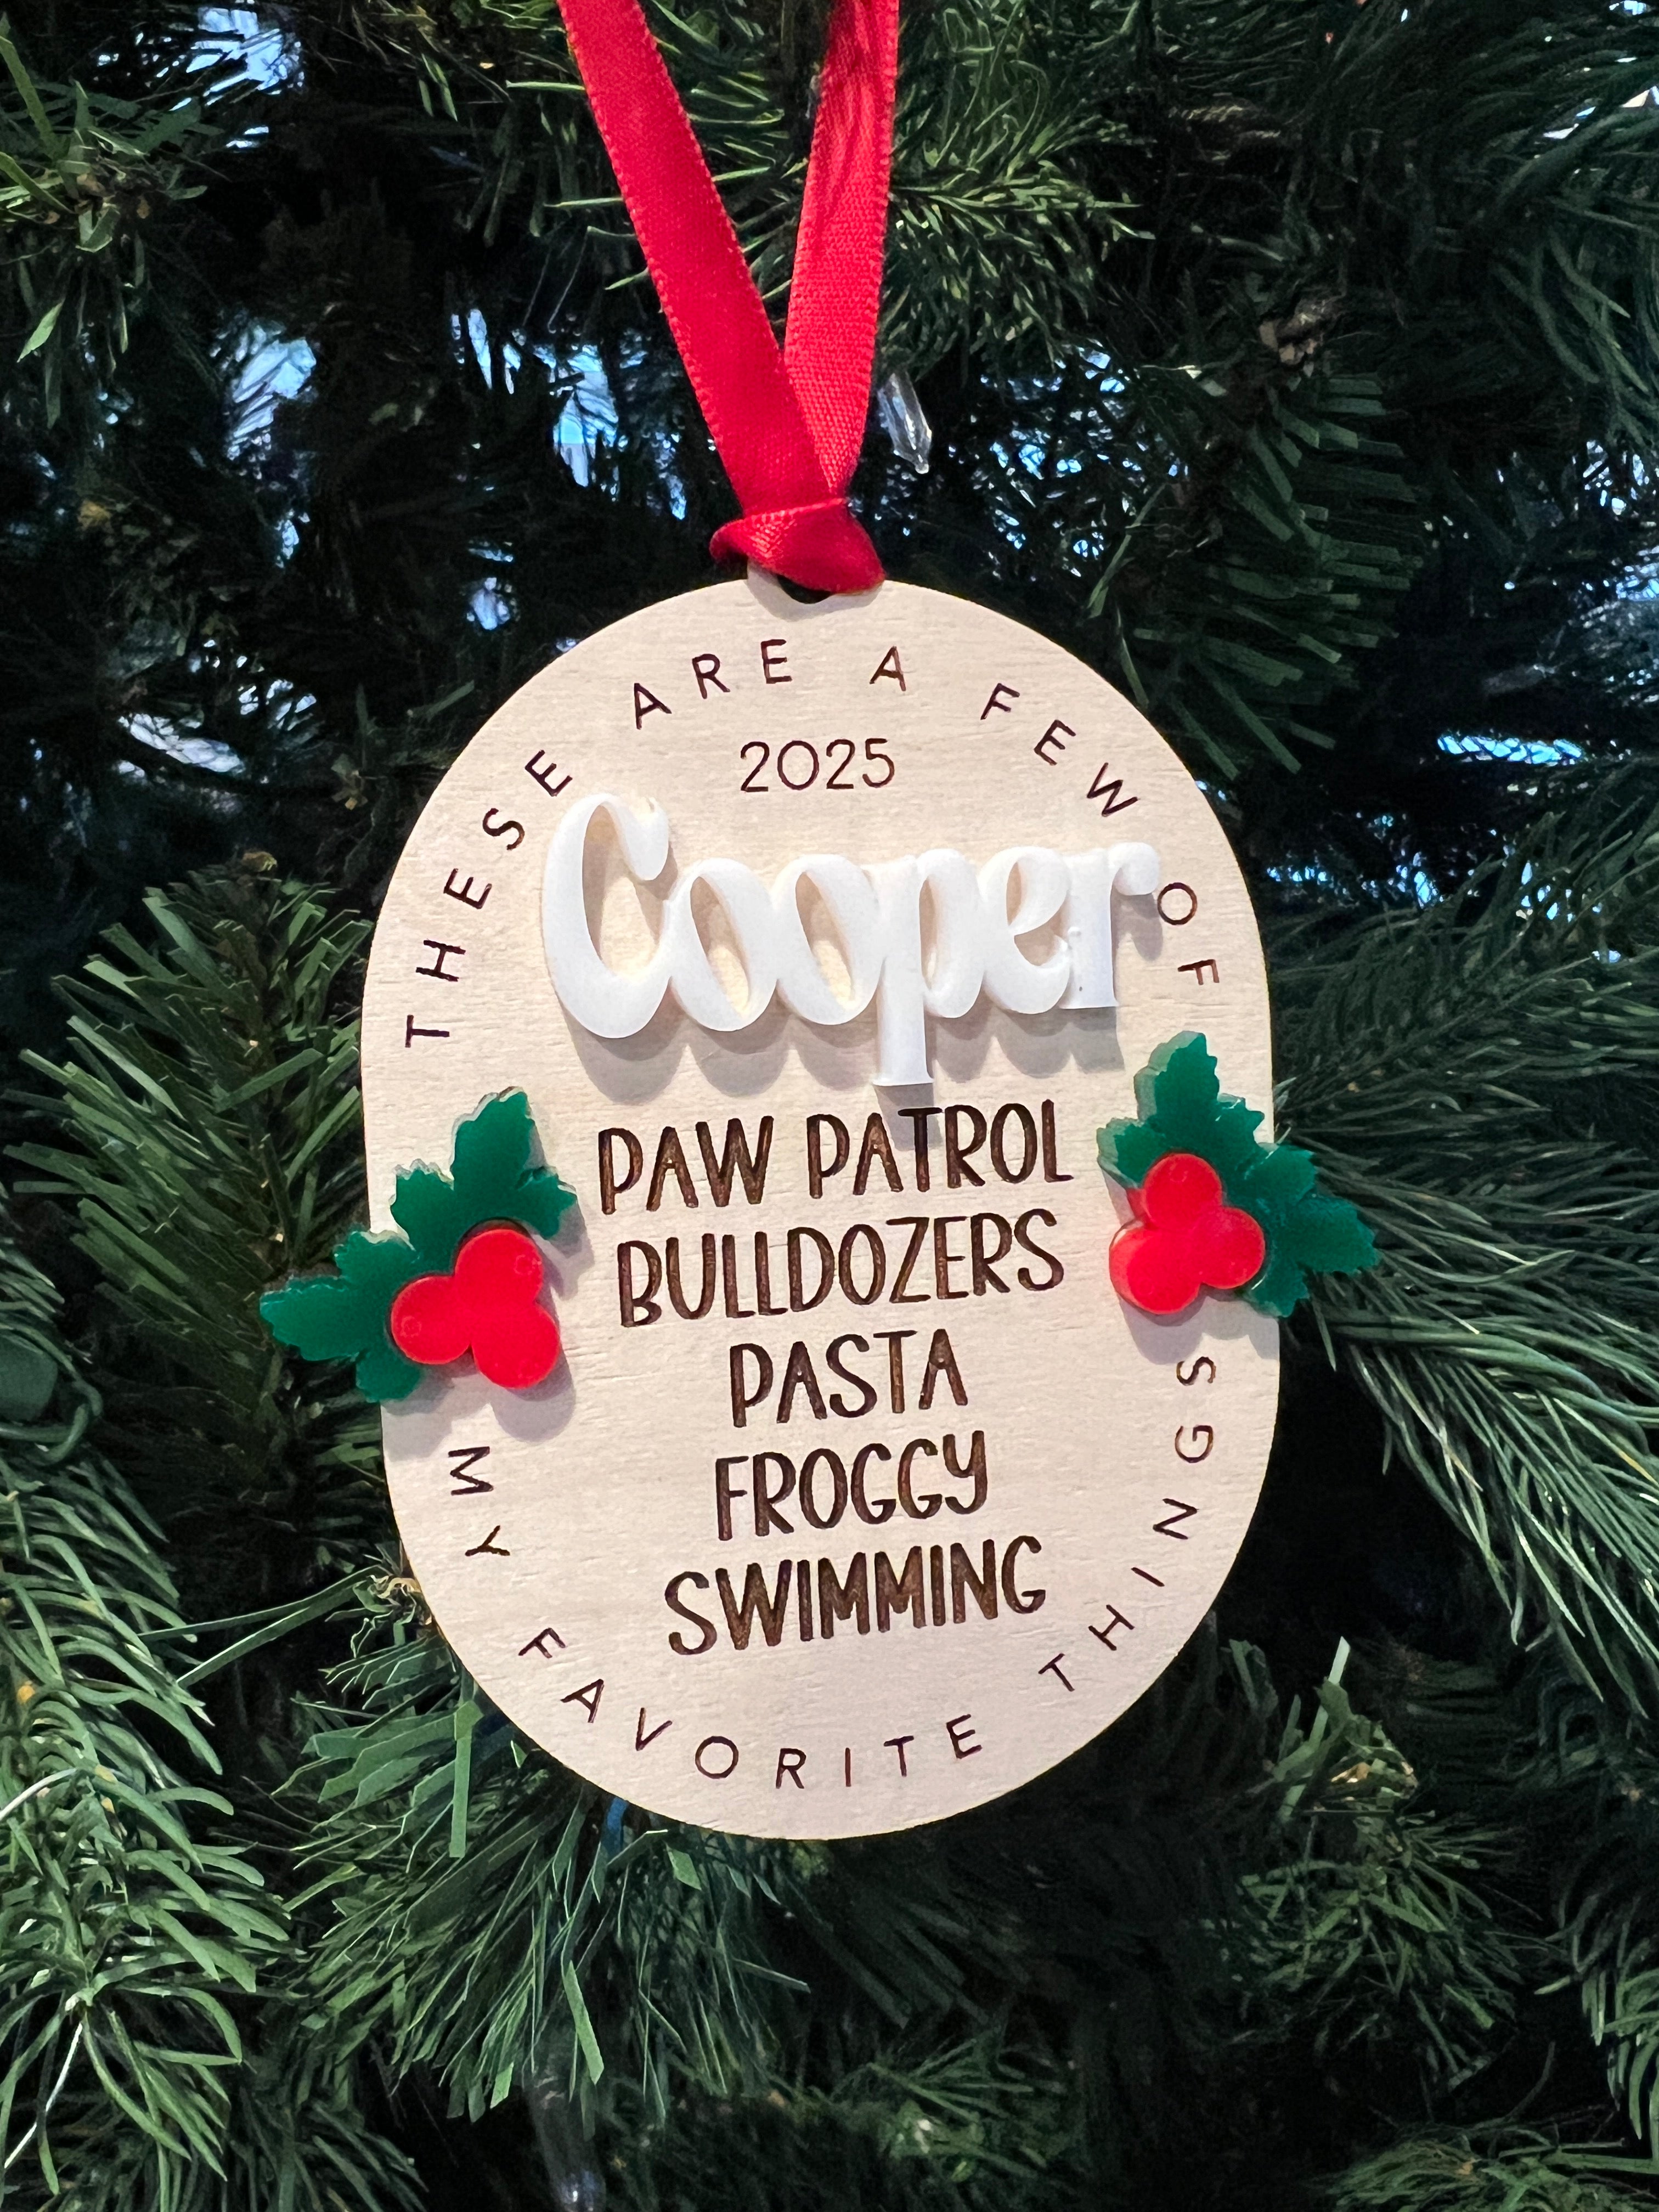 THESE ARE A FEW OF
2025
Cooper
PAW PATROL
BULLDOZERS
PASTA
FROGGY
SWIMMING
MY FAVORITE THINGS